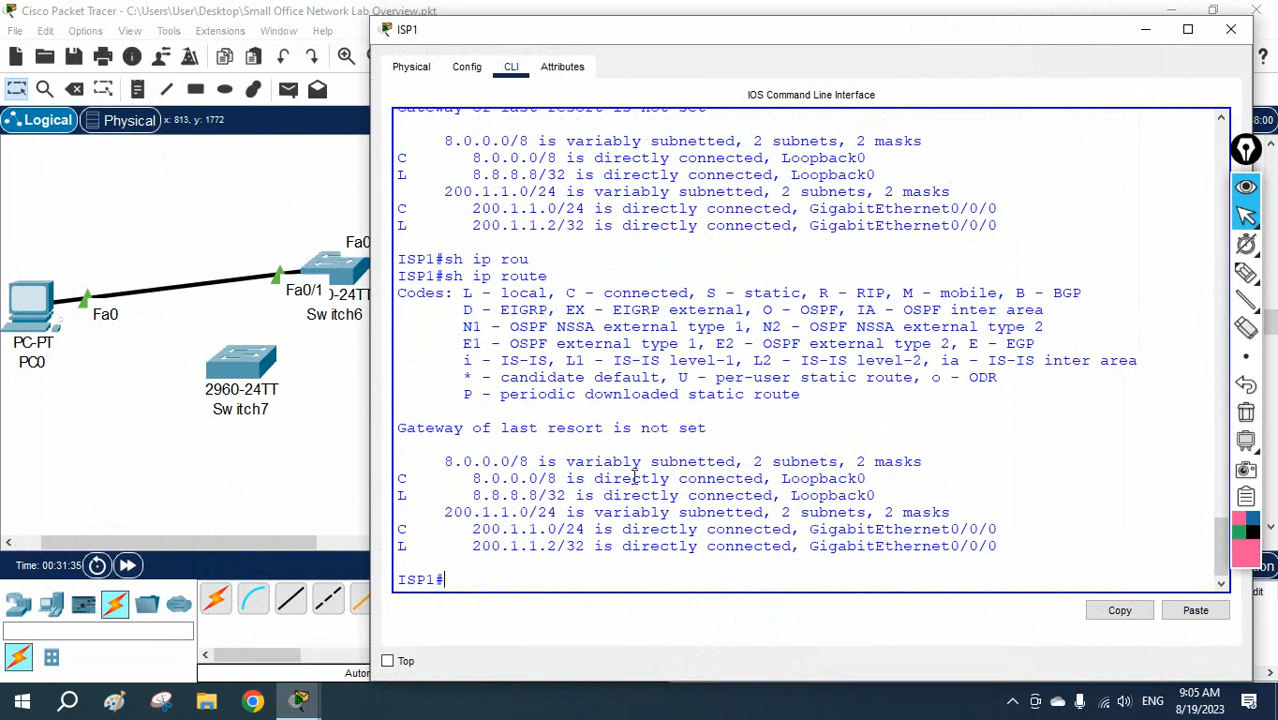 Cisco Packet Tracer - C:\Users\User\Desktop\Small Office Network Lab Overview.pkt
File Edit Options View Tools Extensions Window Help
Logical Physical x: 813, y: 1772
Fa0
Fa0/1
Fa0
-24TT
Switch6
PC-PT
PC0
2960-24TT
Switch7
Time: 00:31:35
Auto
ISP1
Physical Config CLI Attributes
IOS Command Line Interface
Gateway of last resort is not set
8.0.0.0/8 is variably subnetted, 2 subnets, 2 masks
C 8.0.0.0/8 is directly connected, Loopback0
L 8.8.8.8/32 is directly connected, Loopback0
200.1.1.0/24 is variably subnetted, 2 subnets, 2 masks
C 200.1.1.0/24 is directly connected, GigabitEthernet0/0/0
L 200.1.1.2/32 is directly connected, GigabitEthernet0/0/0
ISP1#sh ip rou
ISP1#sh ip route
Codes: L - local, C - connected, S - static, R - RIP, M - mobile, B - BGP
D - EIGRP, EX - EIGRP external, O - OSPF, IA - OSPF inter area
N1 - OSPF NSSA external type 1, N2 - OSPF NSSA external type 2
E1 - OSPF external type 1, E2 - OSPF external type 2, E - EGP
i - IS-IS, L1 - IS-IS level-1, L2 - IS-IS level-2, ia - IS-IS inter area
* - candidate default, U - per-user static route, o - ODR
P - periodic downloaded static route
Gateway of last resort is not set
8.0.0.0/8 is variably subnetted, 2 subnets, 2 masks
C 8.0.0.0/8 is directly connected, Loopback0
L 8.8.8.8/32 is directly connected, Loopback0
200.1.1.0/24 is variably subnetted, 2 subnets, 2 masks
C 200.1.1.0/24 is directly connected, GigabitEthernet0/0/0
L 200.1.1.2/32 is directly connected, GigabitEthernet0/0/0
ISP1#
Copy Paste
Top
8:00
on
dit
ENG
9:05 AM
8/19/2023